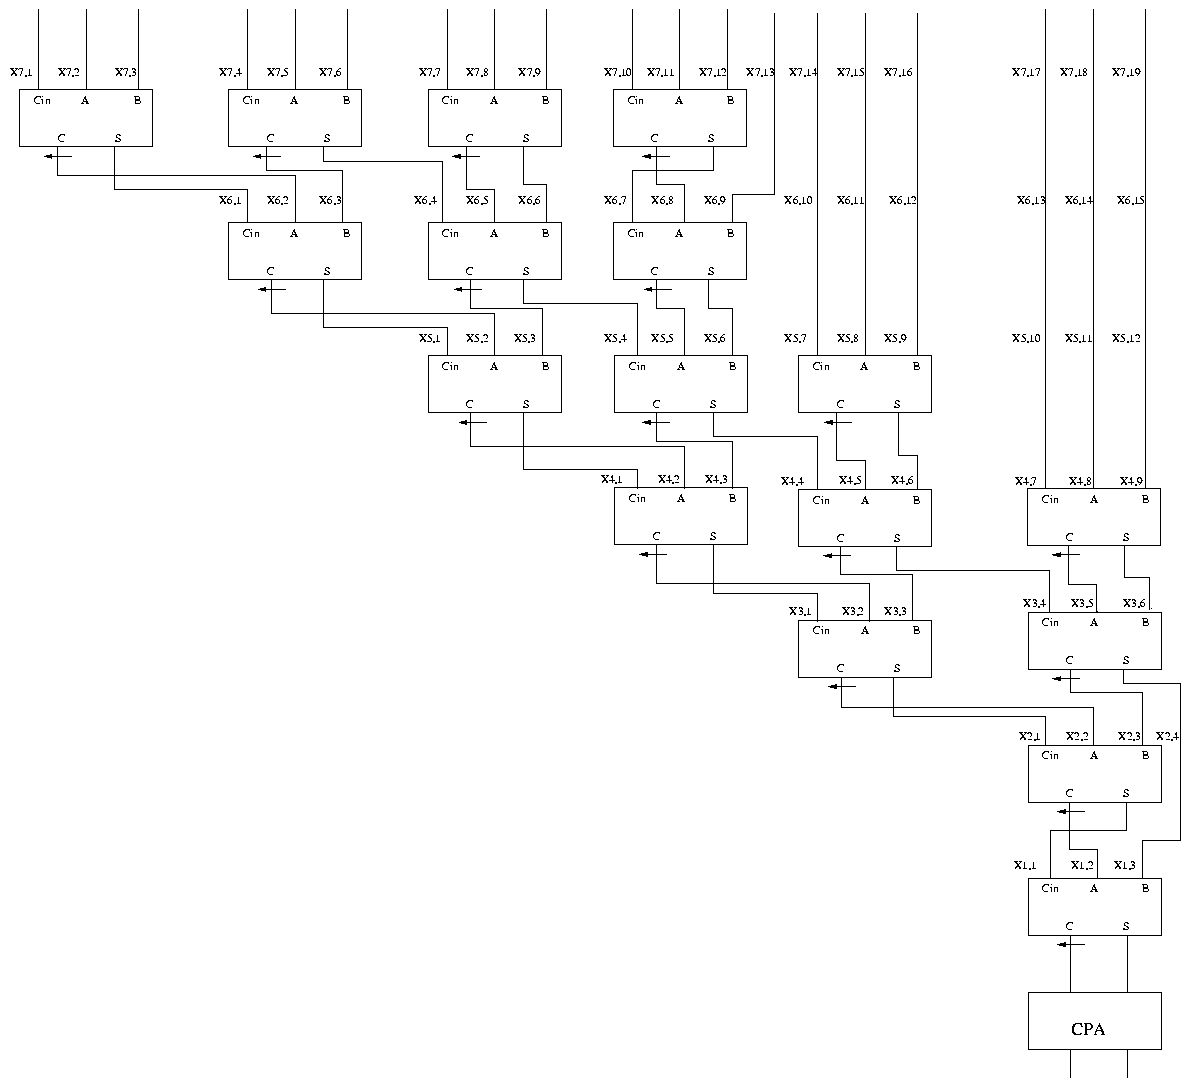 X7,1 X7,2 X7,3 X7,4 X7,5 X7,6 X7,7 X7,8 X7,9 X7,10 X7,11 X7,12 X7,13 X7,14 X7,15 X7,16 X7,17 X7,18 X7,19
Cin A B Cin A B Cin A B Cin A B
C S C S C S C S
X6,1 X6,2 X6,3 X6,4 X6,5 X6,6 X6,7 X6,8 X6,9 X6,10 X6,11 X6,12 X6,13 X6,14 X6,15
Cin A B Cin A B Cin A B
C S C S C S
X5,1 X5,2 X5,3 X5,4 X5,5 X5,6 X5,7 X5,8 X5,9 X5,10 X5,11 X5,12
Cin A B Cin A B Cin A B
C S C S C S
X4,1 X4,2 X4,3 X4,4 X4,5 X4,6 X4,7 X4,8 X4,9
Cin A B Cin A B Cin A B
C S C S C S
X3,1 X3,2 X3,3 X3,4 X3,5 X3,6
Cin A B Cin A B
C S C S
X2,1 X2,2 X2,3 X2,4
Cin A B
C S
X1,1 X1,2 X1,3
Cin A B
C S
CPA